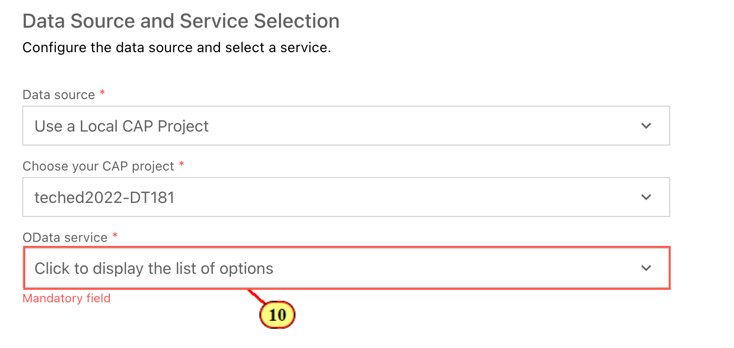 Data Source and Service Selection
Configure the data source and select a service.
Data source *
Use a Local CAP Project
Choose your CAP project *
teched2022-DT181
OData service *
Click to display the list of options
Mandatory field
10